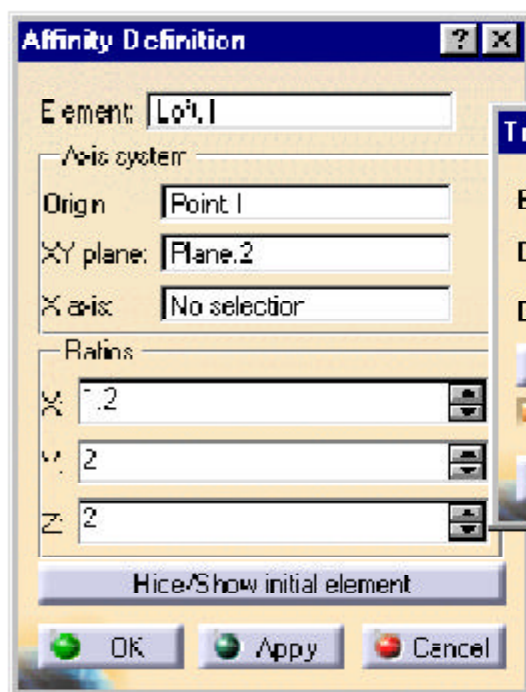 Affinity Definition
Element: Loft.1
Axis system
Origin Point.1
XY plane: Plane.2
X axis: No selection
Ratios
X: 1.2
Y: 2
Z: 2
Hide/Show initial element
OK Apply Cancel